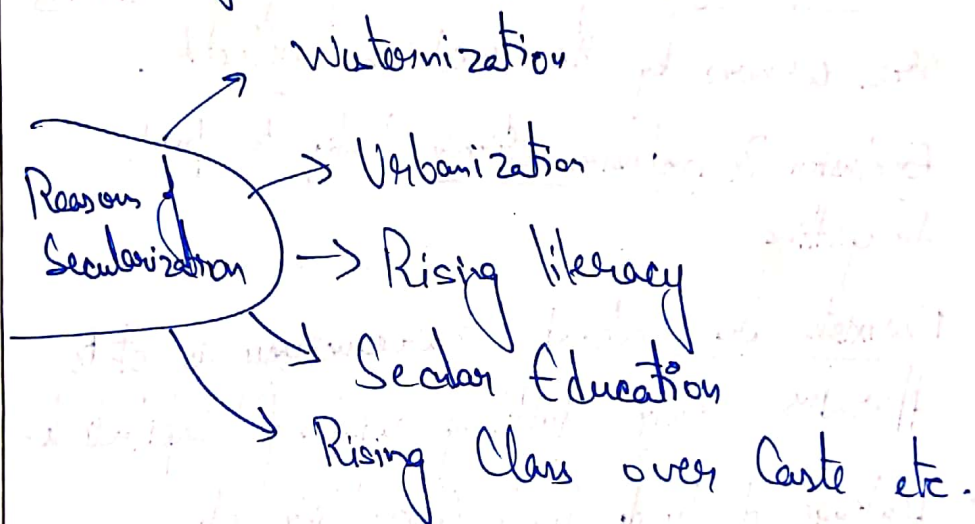 Westernization
Urbanization
Reasons of
Secularization
Rising literacy
Secular Education
Rising Class over Caste etc.